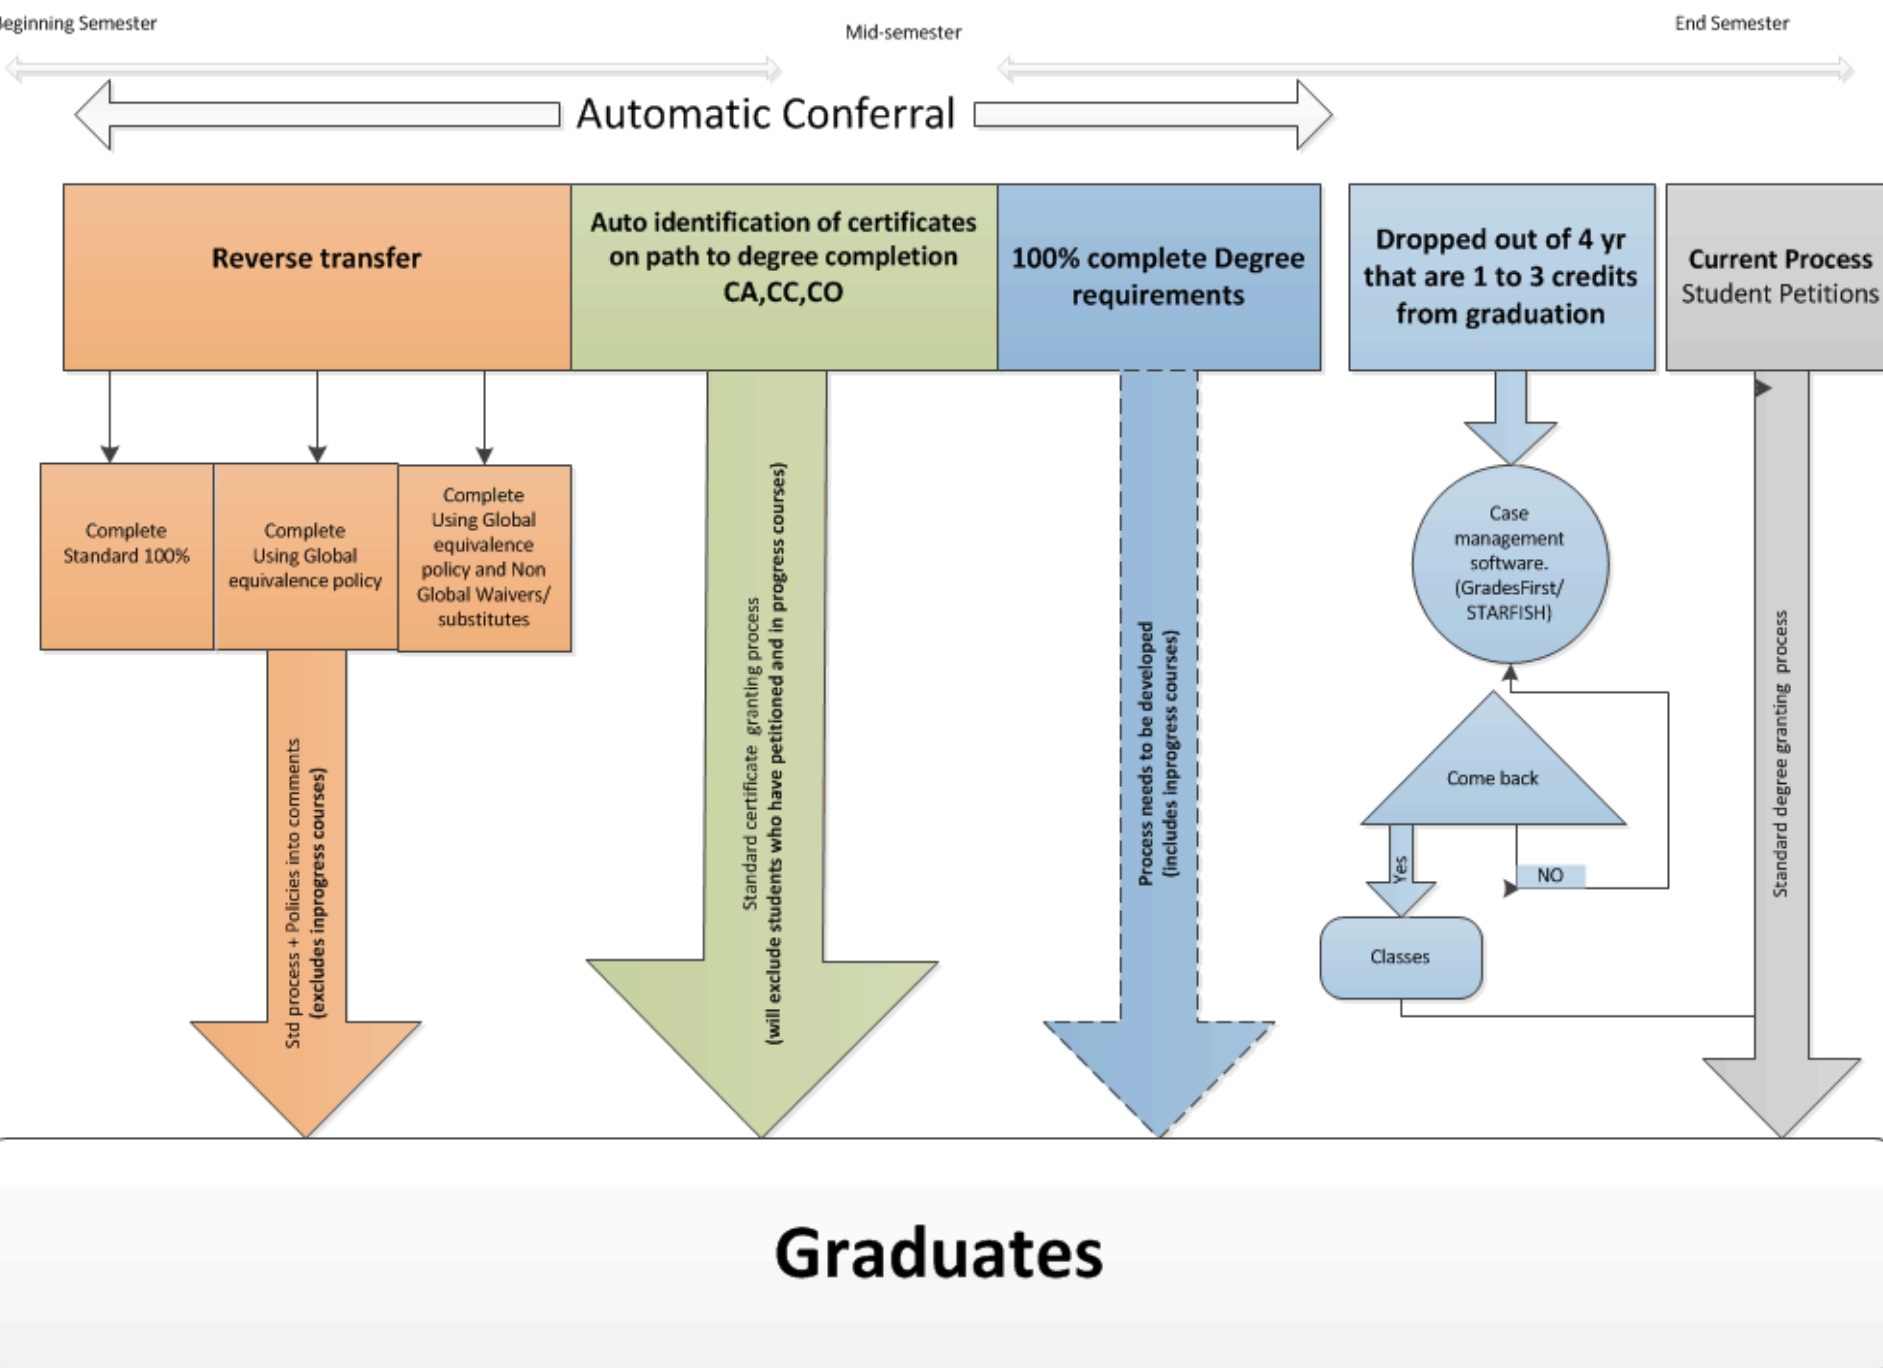 Beginning Semester
Mid-semester
End Semester
Automatic Conferral
Reverse transfer
Auto identification of certificates
on path to degree completion
CA,CC,CO
100% complete Degree
requirements
Dropped out of 4 yr
that are 1 to 3 credits
from graduation
Current Process
Student Petitions
Complete
Standard 100%
Complete
Using Global
equivalence policy
Complete
Using Global
equivalence
policy and Non
Global Waivers/
substitutes
Std process + Policies into comments
(excludes inprogress courses)
Standard certificate granting process
(will exclude students who have petitioned and in progress courses)
Process needs to be developed
(includes inprogress courses)
Case
management
software.
(GradesFirst/
STARFISH)
Come back
Yes
NO
Classes
Standard degree granting process
Graduates